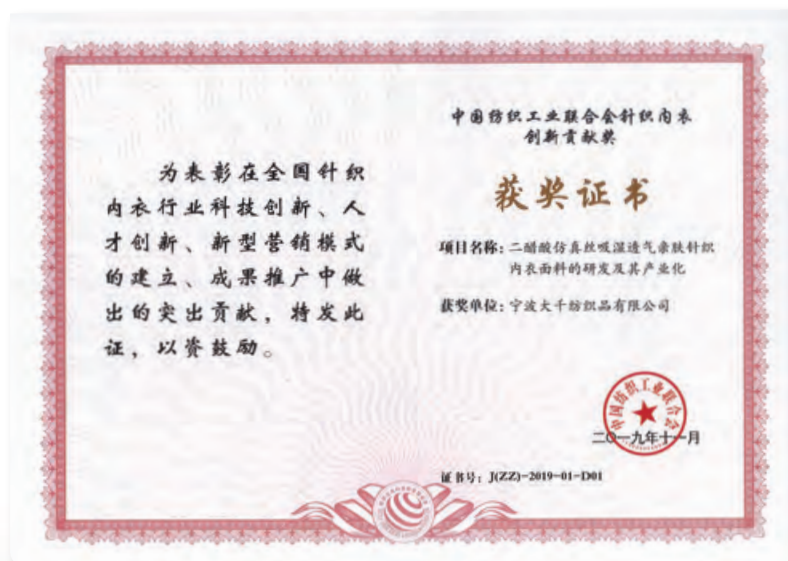 为表彰在全国针织
内衣行业科技创新、人
才创新、新型营销模式
的建立、成果推广中做
出的突出贡献，特发此
证，以资鼓励。
中国纺织工业联合会针织内衣
创新贡献奖
获奖证书
项目名称：二醋酸仿真丝吸湿透气亲肤针织
内衣面料的研发及其产业化
获奖单位：宁波大千纺织品有限公司
中国纺织工业联合会
二〇一九年十一月
证书号：J(ZZ)-2019-01-D01